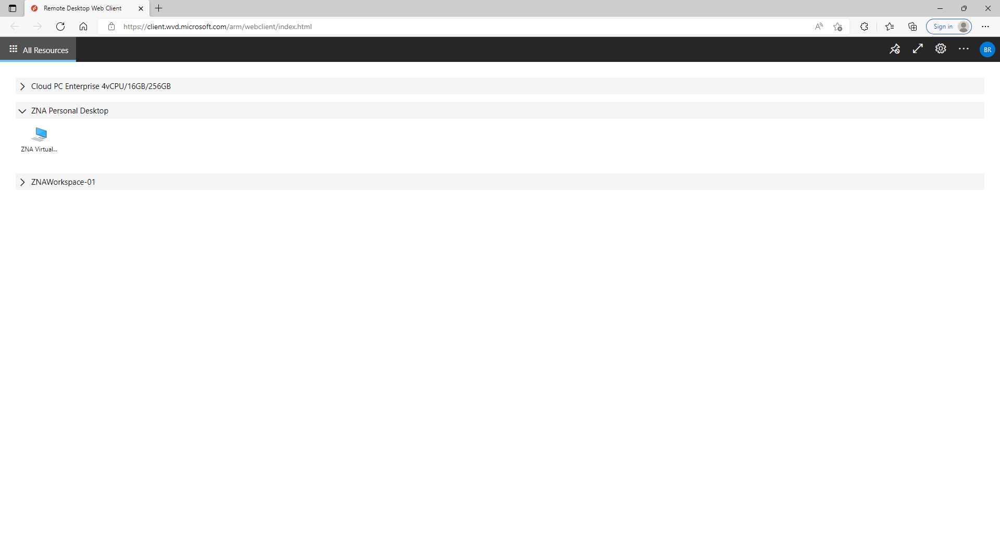 Remote Desktop Web Client
https://client.wvd.microsoft.com/arm/webclient/index.html
Sign in
All Resources
BR
Cloud PC Enterprise 4vCPU/16GB/256GB
ZNA Personal Desktop
ZNA Virtual...
ZNAWorkspace-01